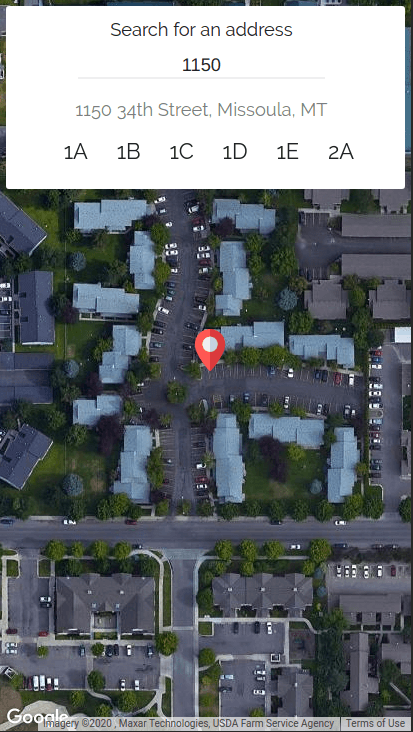 Search for an address
1150
1150 34th Street, Missoula, MT
1A 1B 1C 1D 1E 2A
Google
Imagery ©2020 , Maxar Technologies, USDA Farm Service Agency Terms of Use